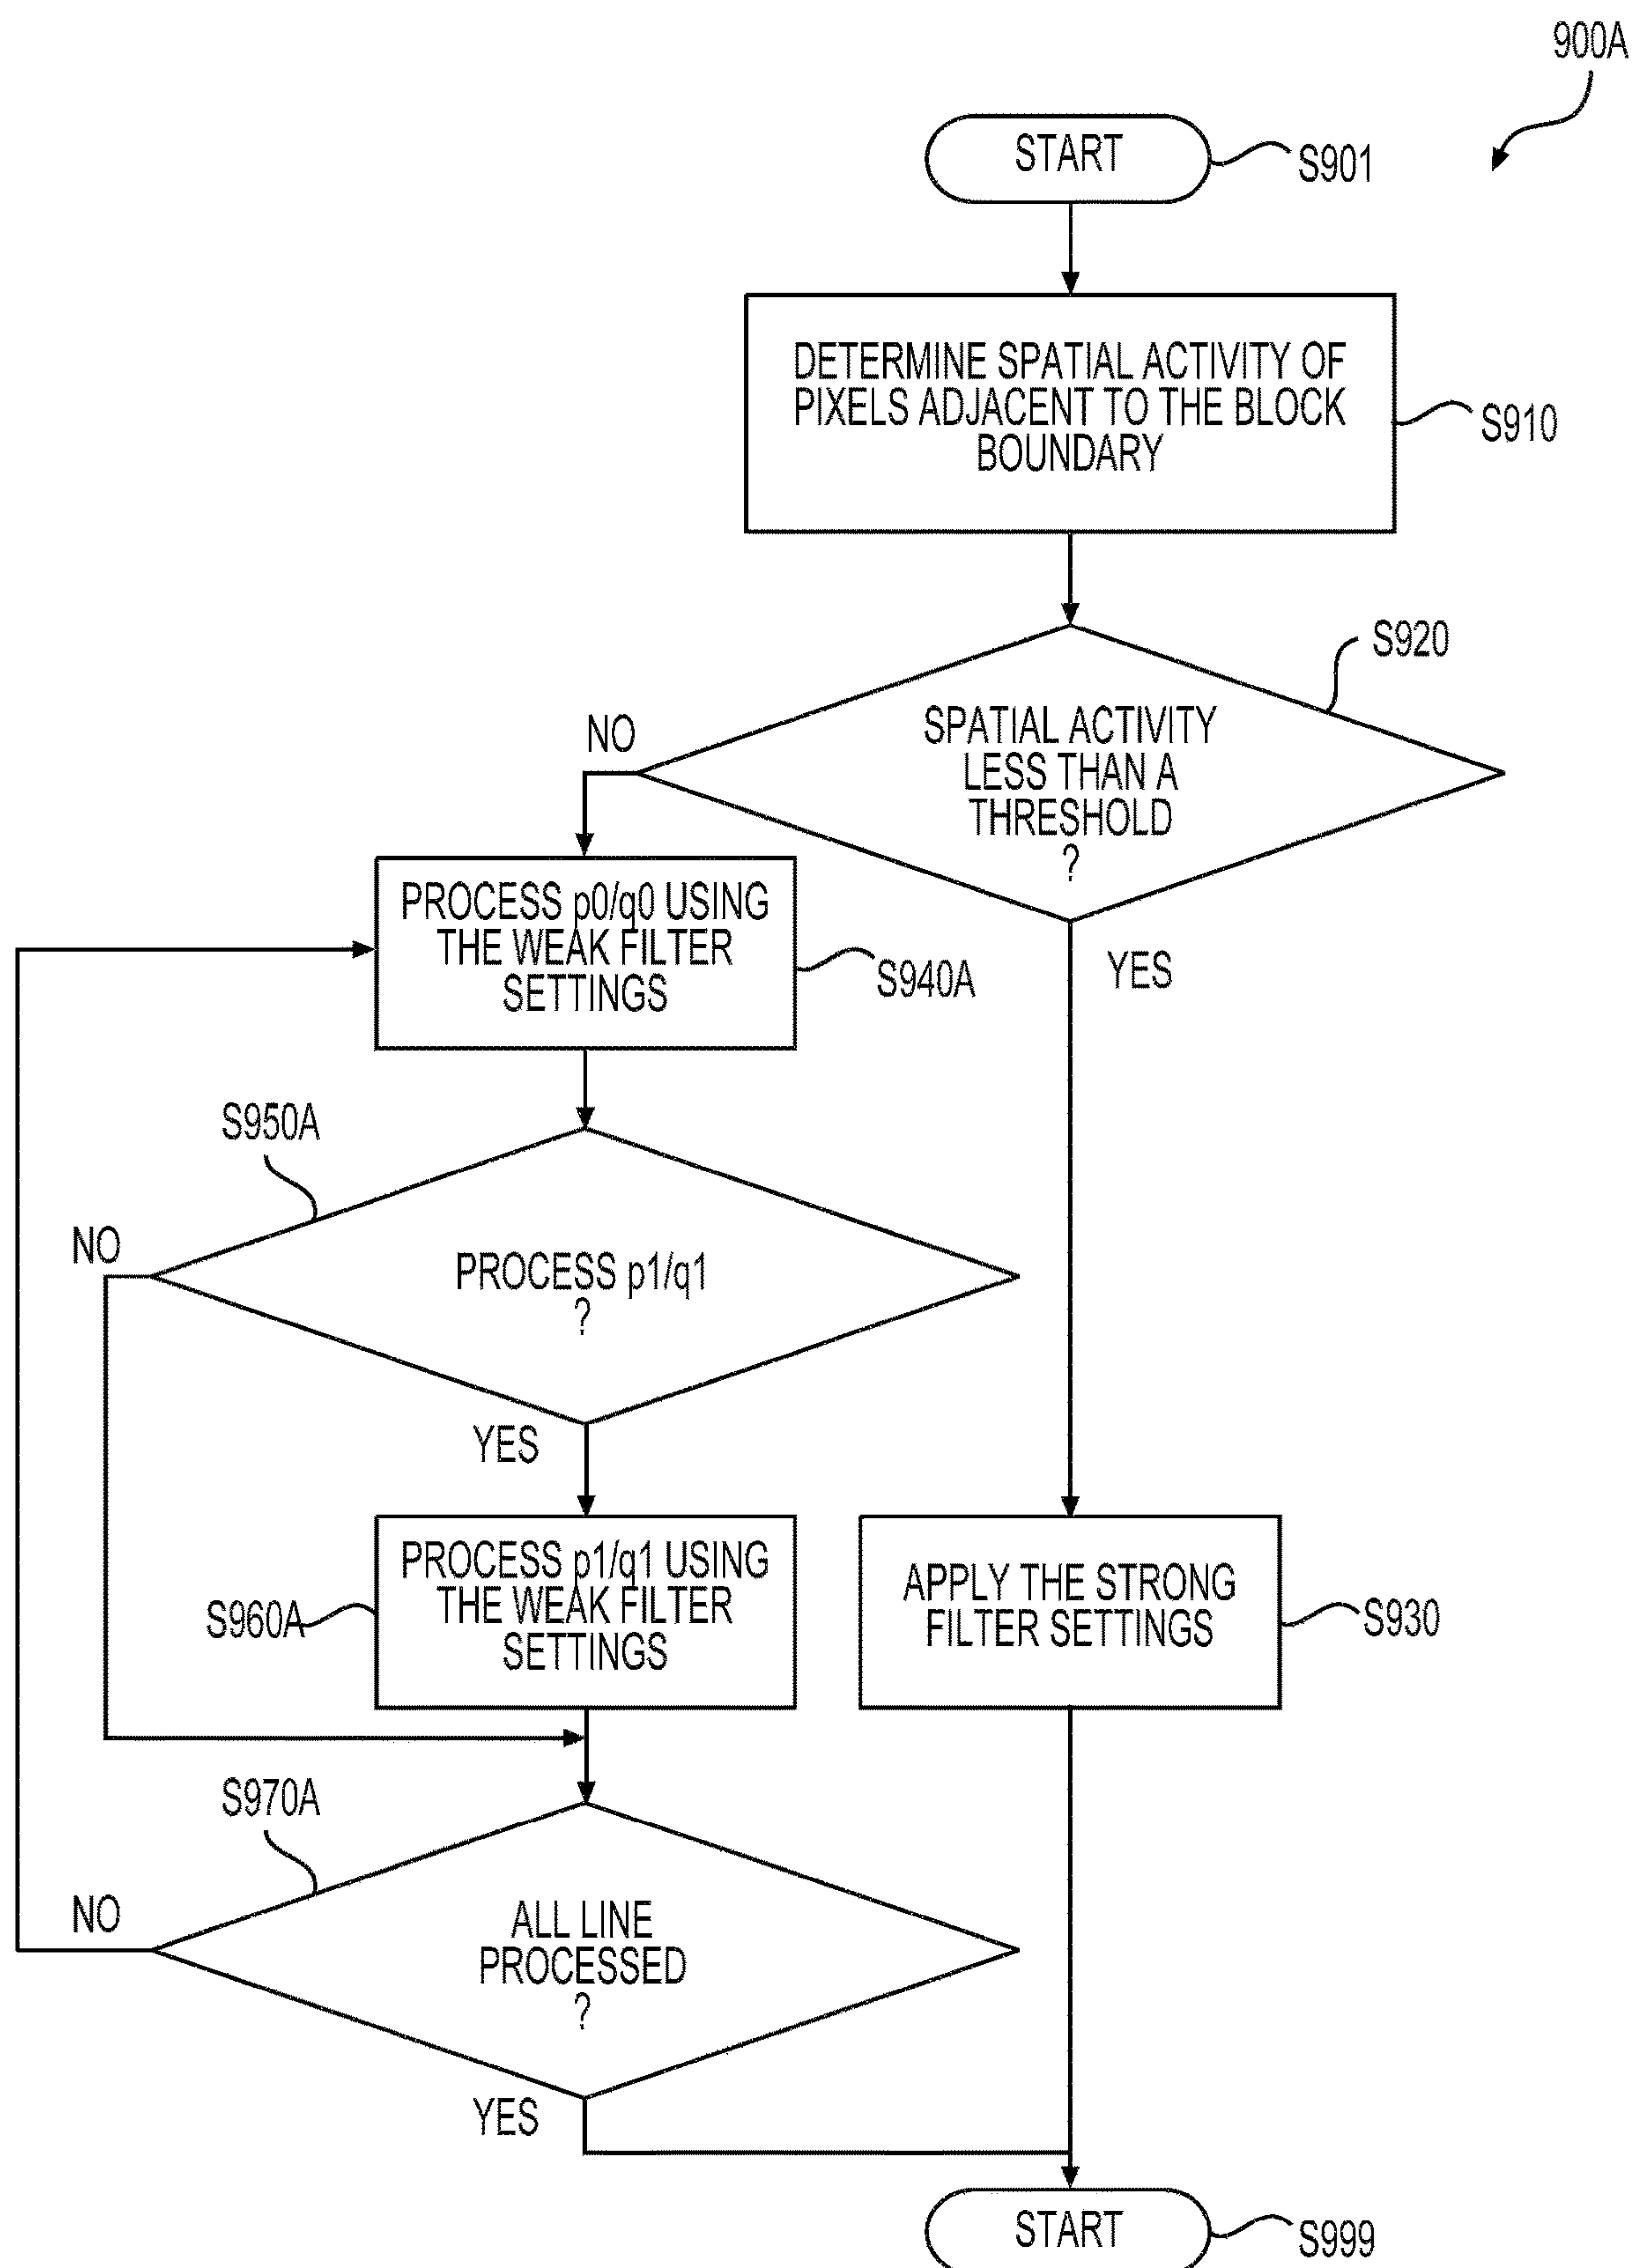 900A
START
S901
DETERMINE SPATIAL ACTIVITY OF
PIXELS ADJACENT TO THE BLOCK
BOUNDARY
S910
S920
SPATIAL ACTIVITY
LESS THAN A
THRESHOLD
?
NO
YES
PROCESS p0/q0 USING
THE WEAK FILTER
SETTINGS
S940A
S950A
NO
PROCESS p1/q1
?
YES
PROCESS p1/q1 USING
THE WEAK FILTER
SETTINGS
S960A
APPLY THE STRONG
FILTER SETTINGS
S930
S970A
NO
ALL LINE
PROCESSED
?
YES
START
S999